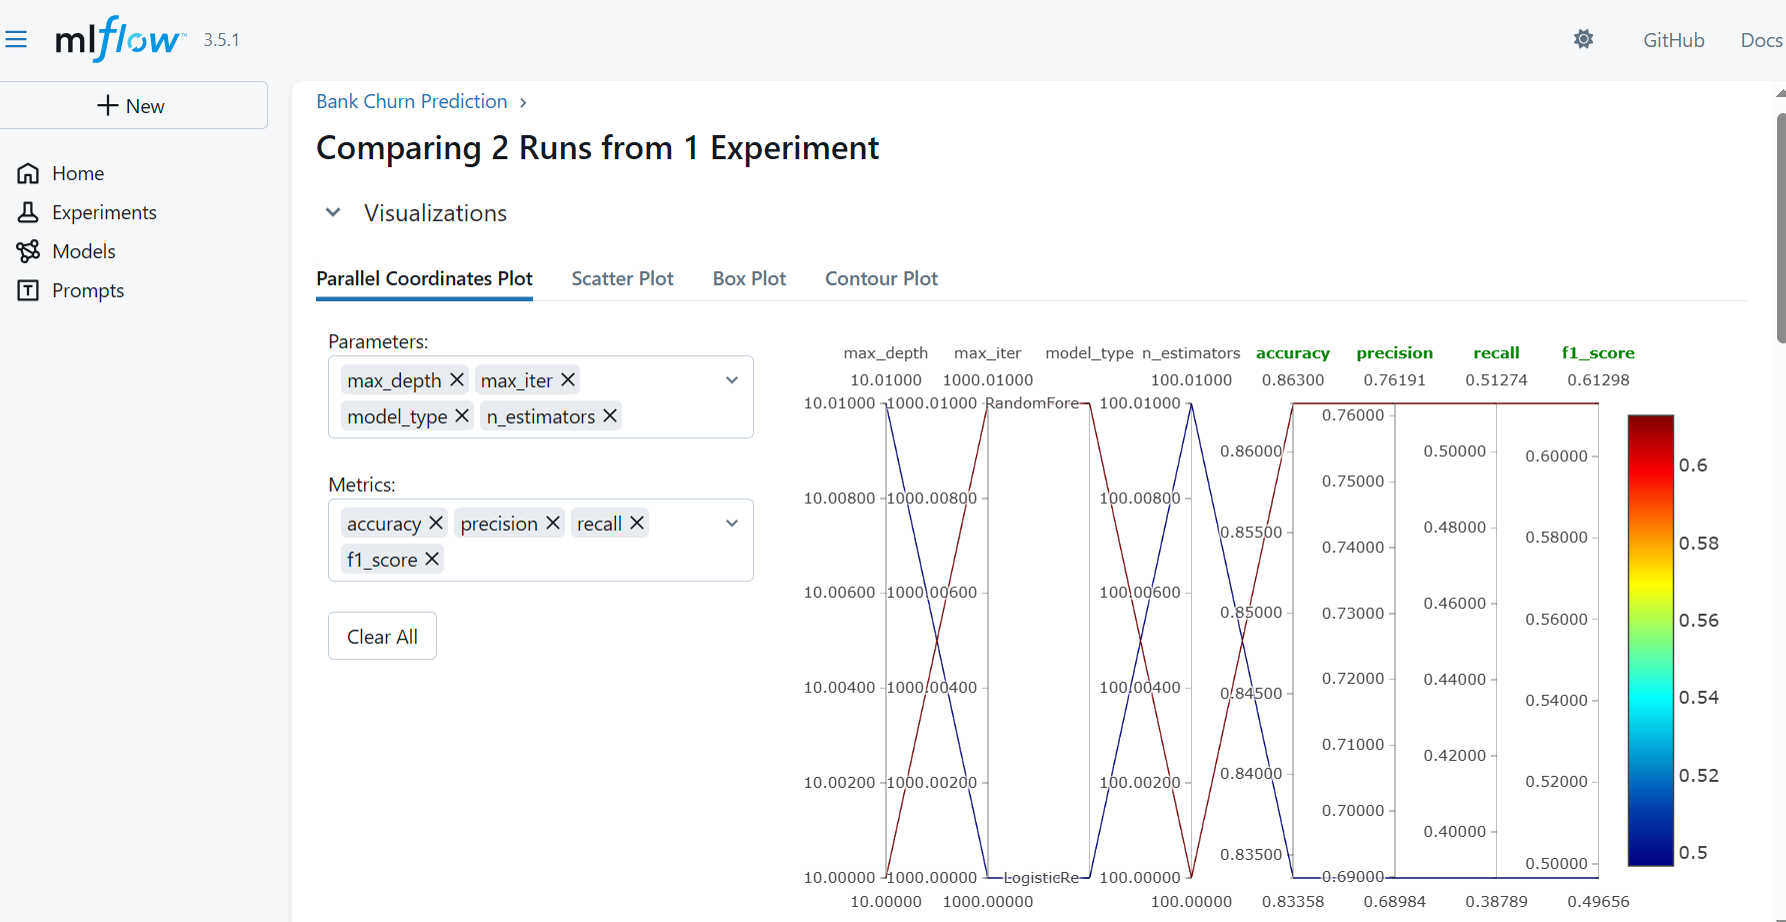 mlflow™ 3.5.1
GitHub Docs
New
Home
Experiments
Models
Prompts
Bank Churn Prediction
Comparing 2 Runs from 1 Experiment
Visualizations
Parallel Coordinates Plot Scatter Plot Box Plot Contour Plot
Parameters:
max_depth max_iter
model_type n_estimators
Metrics:
accuracy precision recall
f1_score
Clear All
max_depth max_iter model_type n_estimators accuracy precision recall f1_score
10.01000 1000.01000 100.01000 0.86300 0.76191 0.51274 0.61298
10.01000
10.00800
10.00600
10.00400
10.00200
10.00000
1000.01000
1000.00800
1000.00600
1000.00400
1000.00200
1000.00000
RandomFore
LogisticRe
100.01000
100.00800
100.00600
100.00400
100.00200
100.00000
0.86000
0.85500
0.85000
0.84500
0.84000
0.83500
0.76000
0.75000
0.74000
0.73000
0.72000
0.71000
0.70000
0.69000
0.50000
0.48000
0.46000
0.44000
0.42000
0.40000
0.60000
0.58000
0.56000
0.54000
0.52000
0.50000
0.6
0.58
0.56
0.54
0.52
0.5
10.00000 1000.00000 100.00000 0.83358 0.68984 0.38789 0.49656